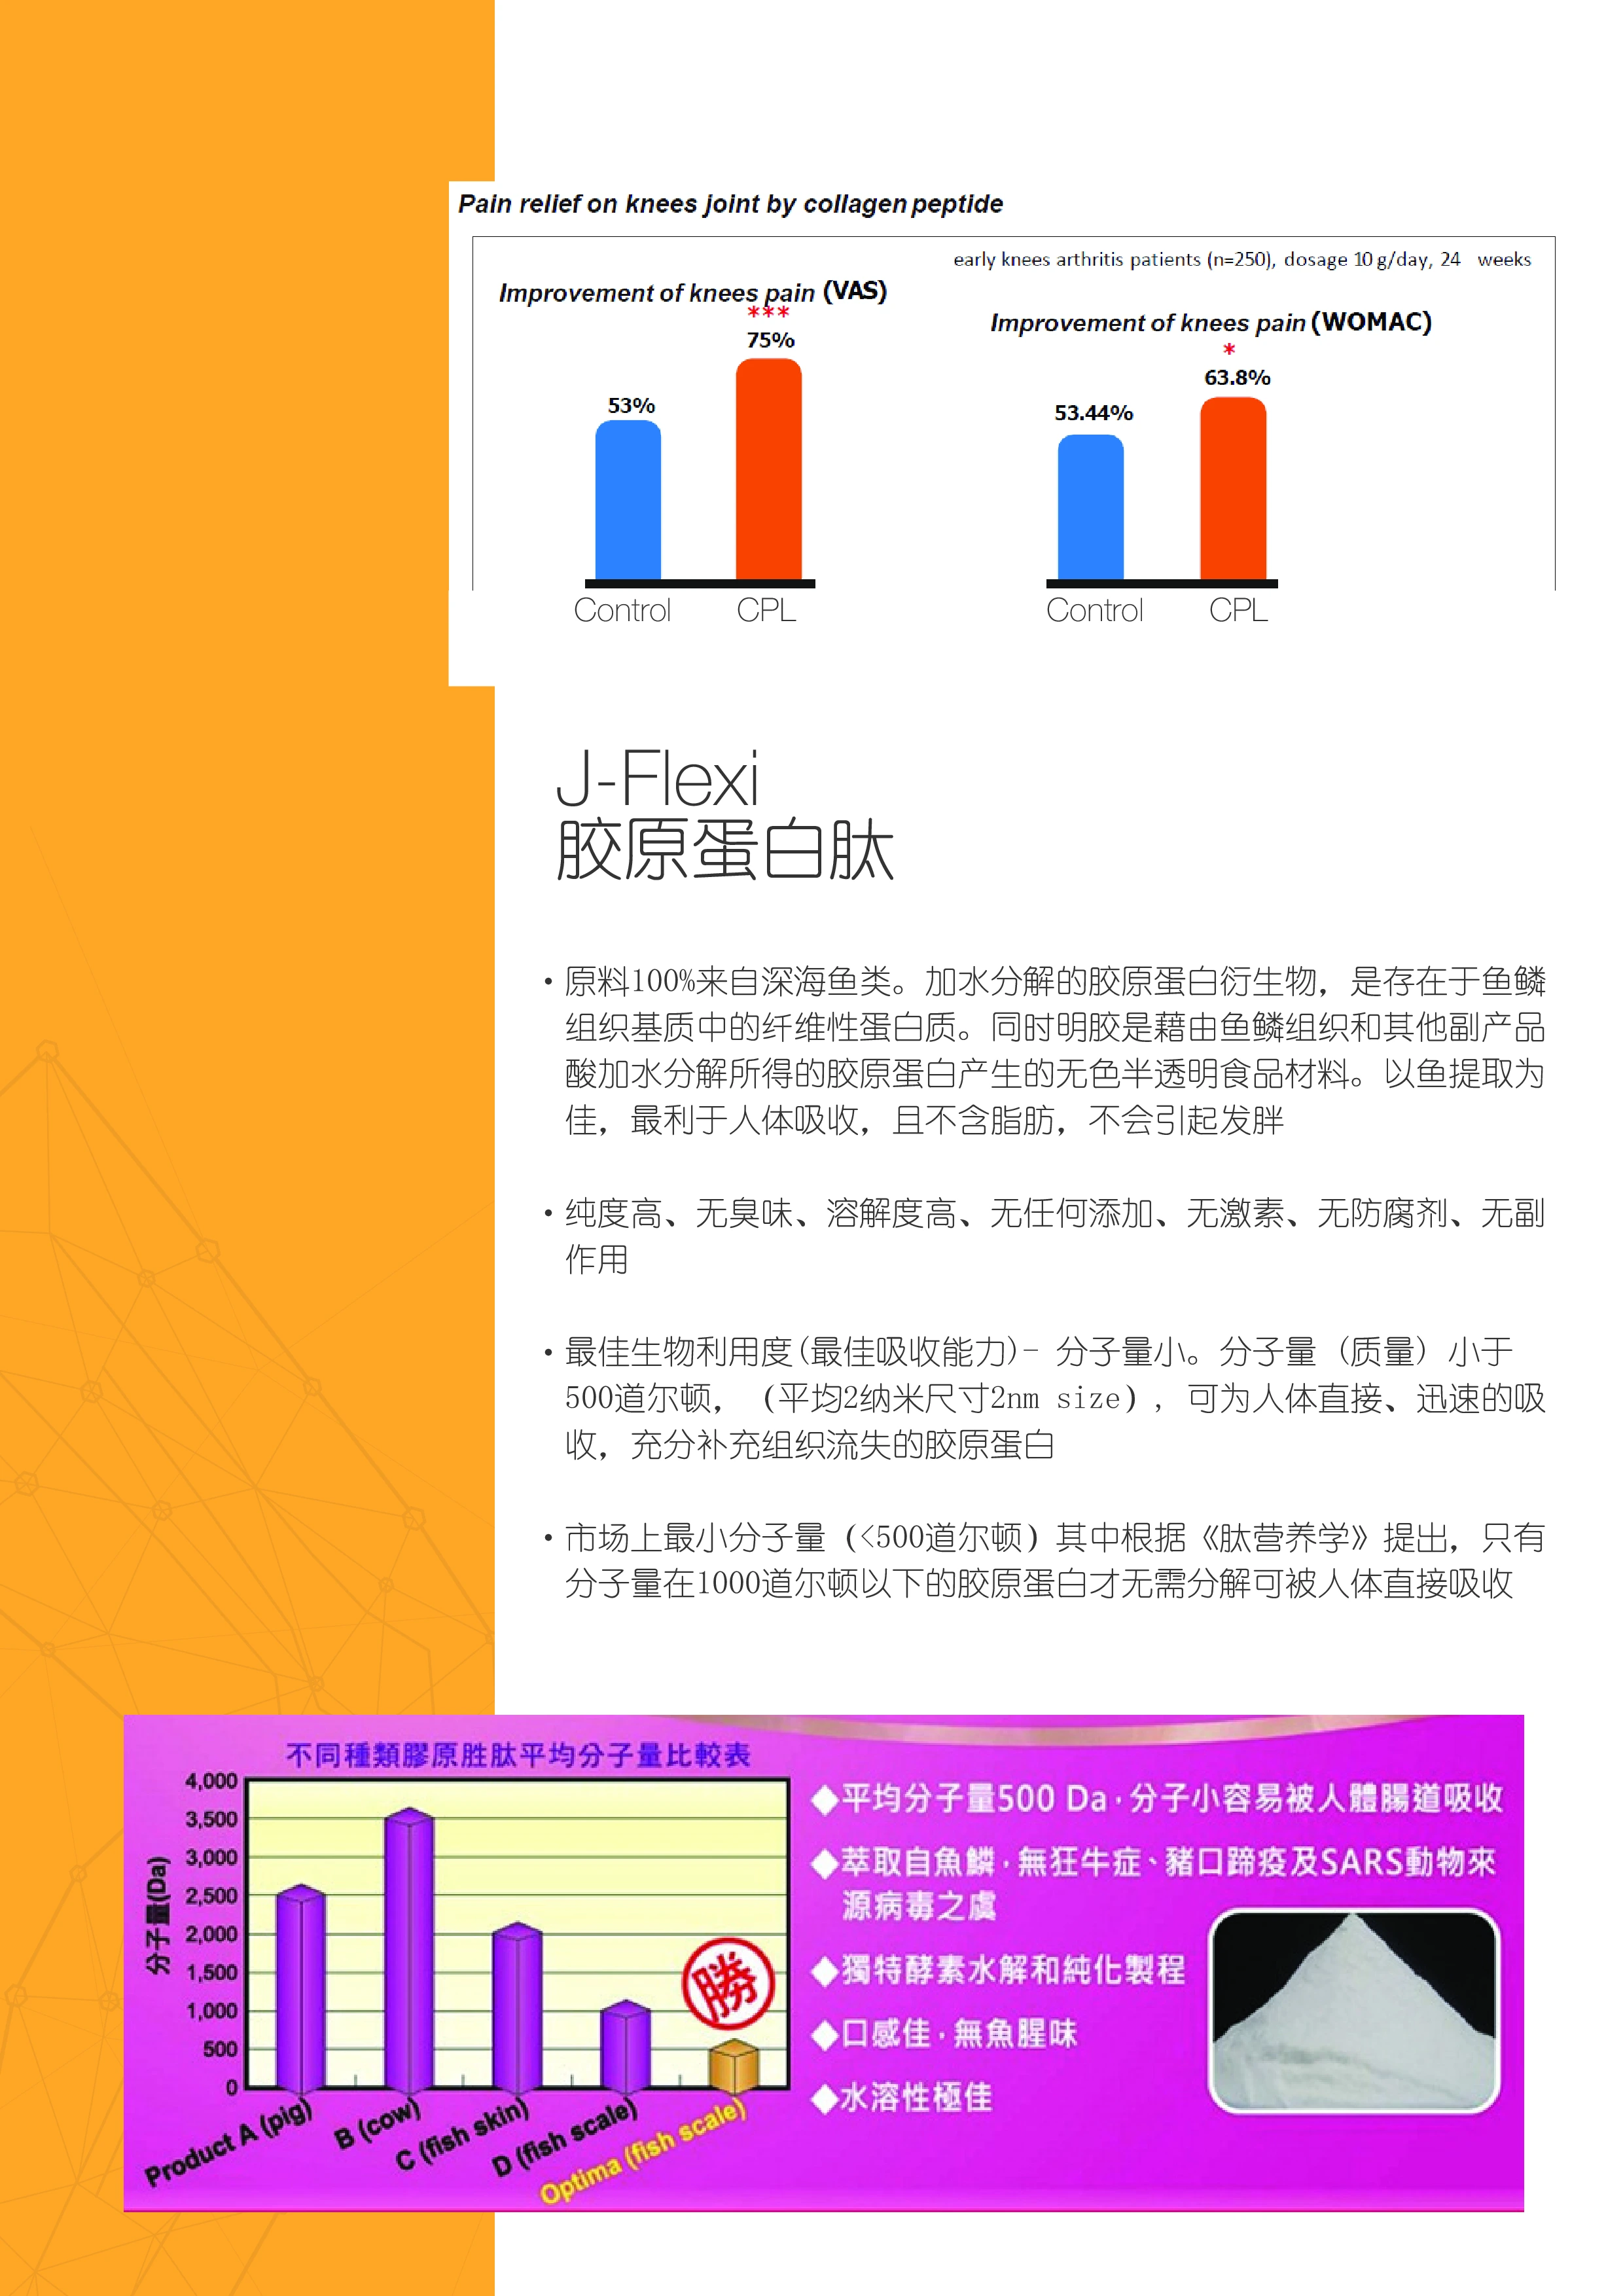 Pain relief on knees joint by collagen peptide
early knees arthritis patients (n=250), dosage 10 g/day, 24 weeks
Improvement of knees pain (VAS)
***
75%
53%
Control
CPL
Improvement of knees pain (WOMAC)
*
63.8%
53.44%
Control
CPL
J-Flexi
胶原蛋白肽
•原料100%来自深海鱼类。加水分解的胶原蛋白衍生物，是存在于鱼鳞
组织基质中的纤维性蛋白质。同时明胶是藉由鱼鳞组织和其他副产品
酸加水分解所得的胶原蛋白产生的无色半透明食品材料。以鱼提取为
佳，最利于人体吸收，且不含脂肪，不会引起发胖
•纯度高、无臭味、溶解度高、无任何添加、无激素、无防腐剂、无副
作用
•最佳生物利用度(最佳吸收能力)- 分子量小。分子量（质量）小于
500道尔顿，（平均2纳米尺寸2nm size）, 可为人体直接、迅速的吸
收，充分补充组织流失的胶原蛋白
•市场上最小分子量（<500道尔顿）其中根据《肽营养学》提出，只有
分子量在1000道尔顿以下的胶原蛋白才无需分解可被人体直接吸收
不同種類膠原胜肽平均分子量比較表
分子量(Da)
4,000
3,500
3,000
2,500
2,000
1,500
1,000
500
0
勝
Product A (pig)
B (cow)
C (fish skin)
D (fish scale)
Optima (fish scale)
◆平均分子量500 Da，分子小容易被人體腸道吸收
◆萃取自魚鱗，無狂牛症、豬口蹄疫及SARS動物來
源病毒之虞
◆獨特酵素水解和純化製程
◆口感佳，無魚腥味
◆水溶性極佳